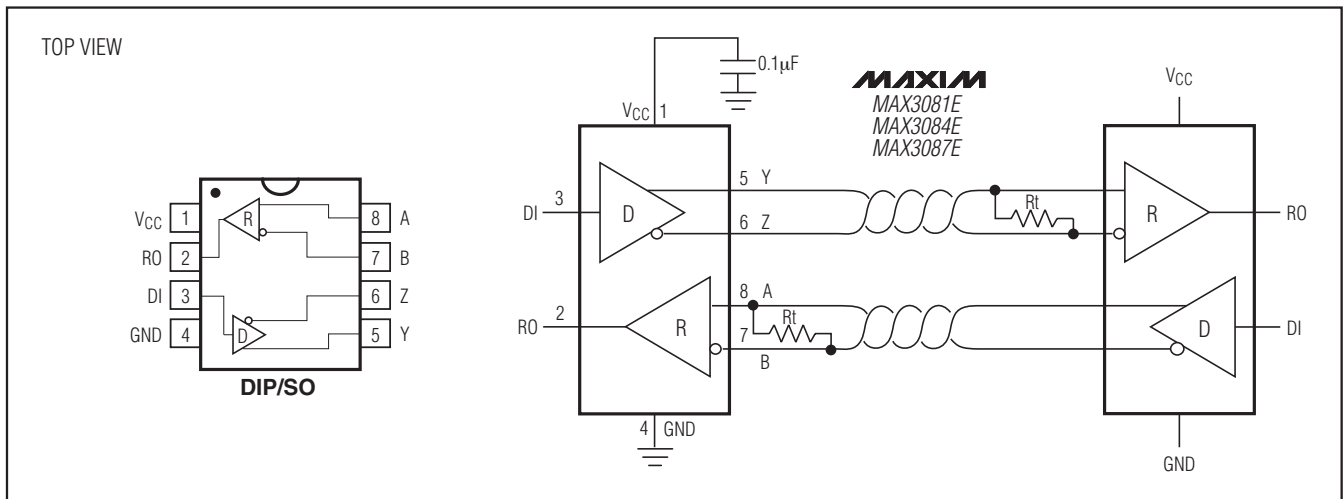 TOP VIEW
VCC 1
RO 2
DI 3
GND 4
8 A
7 B
6 Z
5 Y
R
D
DIP/SO
0.1µF
VCC 1
MAXIM
MAX3081E
MAX3084E
MAX3087E
VCC
DI 3
D
5 Y
6 Z
Rt
R
RO
RO 2
R
8 A
Rt
7
B
D
DI
4 GND
GND